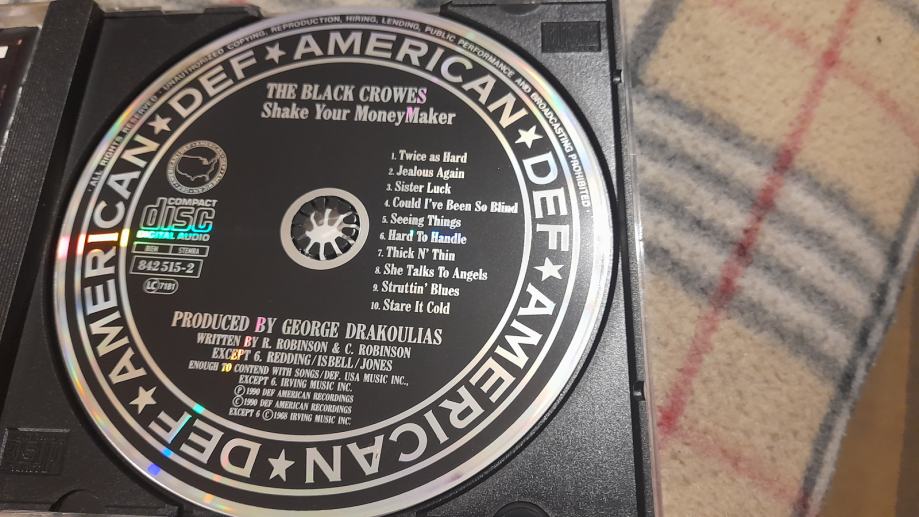 ALL RIGHTS RESERVED · UNAUTHORIZED COPYING, REPRODUCTION, HIRING, LENDING, PUBLIC PERFORMANCE AND BROADCASTING PROHIBITED ·
AMERICAN ★ DEF ★ AMERICAN ★ DEF ★ AMERICAN ★ DEF ★
THE BLACK CROWES
Shake Your MoneyMaker
1. Twice as Hard
2. Jealous Again
3. Sister Luck
4. Could I've Been So Blind
5. Seeing Things
6. Hard To Handle
7. Thick N' Thin
8. She Talks To Angels
9. Struttin' Blues
10. Stare It Cold
COMPACT
disc
DIGITAL AUDIO
BIEM STEMRA
842 515-2
LC 7181
PRODUCED BY GEORGE DRAKOULIAS
WRITTEN BY R. ROBINSON & C. ROBINSON
EXCEPT 6. REDDING/ISBELL/JONES
ENOUGH TO CONTEND WITH SONGS/DEF. USA MUSIC INC.,
EXCEPT 6. IRVING MUSIC INC.
Ⓟ 1990 DEF AMERICAN RECORDINGS
© 1990 DEF AMERICAN RECORDINGS
EXCEPT 6 © 1968 IRVING MUSIC INC.